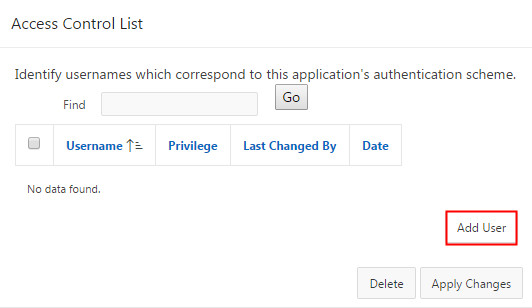 Access Control List
Identify usernames which correspond to this application's authentication scheme.
Find Go
Username Privilege Last Changed By Date
No data found.
Add User
Delete Apply Changes